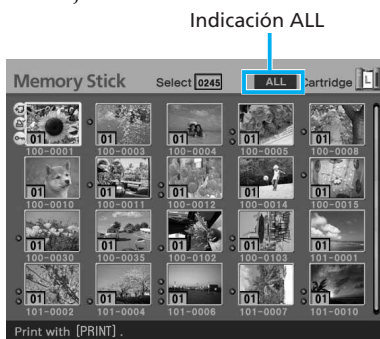 Indicación ALL
Memory Stick Select 0245 ALL Cartridge L
01 01 01 01 01
100-0001 100-0003 100-0004 100-0005 100-0008
01 01 01 01 01
100-0010 100-0011 100-0012 100-0014 100-0015
01 01 01 01 01
100-0030 100-0035 100-0102 100-0103 101-0001
01 01 01 01 01
101-0002 101-0004 101-0006 101-0007 101-0010
Print with [PRINT] .